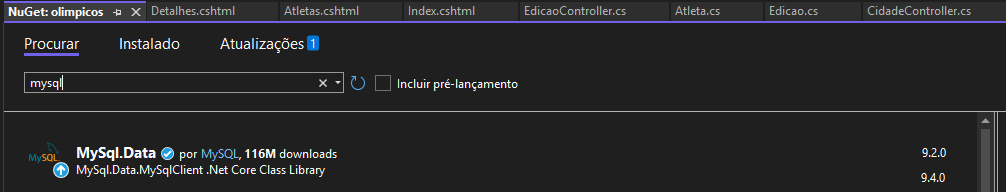 NuGet: olimpicos
Detalhes.cshtml
Atletas.cshtml
Index.cshtml
EdicaoController.cs
Atleta.cs
Edicao.cs
CidadeController.cs
Procurar
Instalado
Atualizações 1
mysql
Incluir pré-lançamento
MySQL
MySql.Data por MySQL, 116M downloads
9.2.0
MySql.Data.MySqlClient .Net Core Class Library
9.4.0